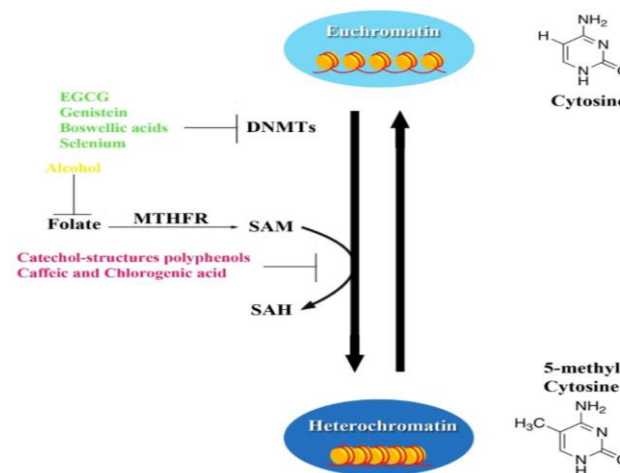 Euchromatin
NH₂
H
N
N
H
O
Cytosine
EGCG
Genistein
Boswellic acids
Selenium
DNMTs
Alcohol
Folate
MTHFR
SAM
Catechol-structures polyphenols
Caffeic and Chlorogenic acid
SAH
5-methyl
Cytosine
Heterochromatin
NH₂
H₃C
N
N
H
O